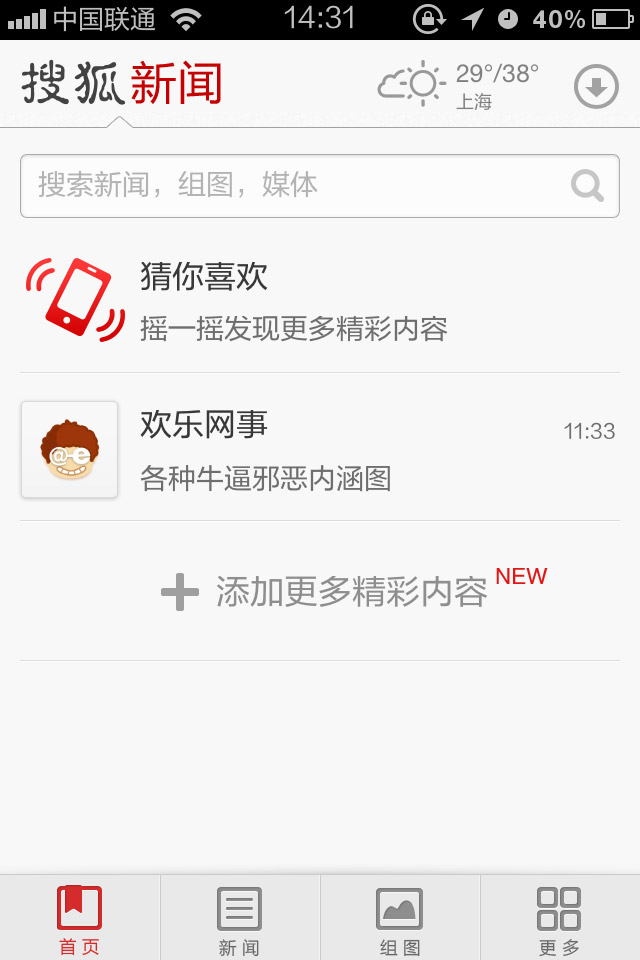 中国联通 14:31 40%
搜狐新闻 29°/38°
上海
搜索新闻，组图，媒体
猜你喜欢
摇一摇发现更多精彩内容
欢乐网事 11:33
@-e
各种牛逼邪恶内涵图
添加更多精彩内容 NEW
首页 新闻 组图 更多